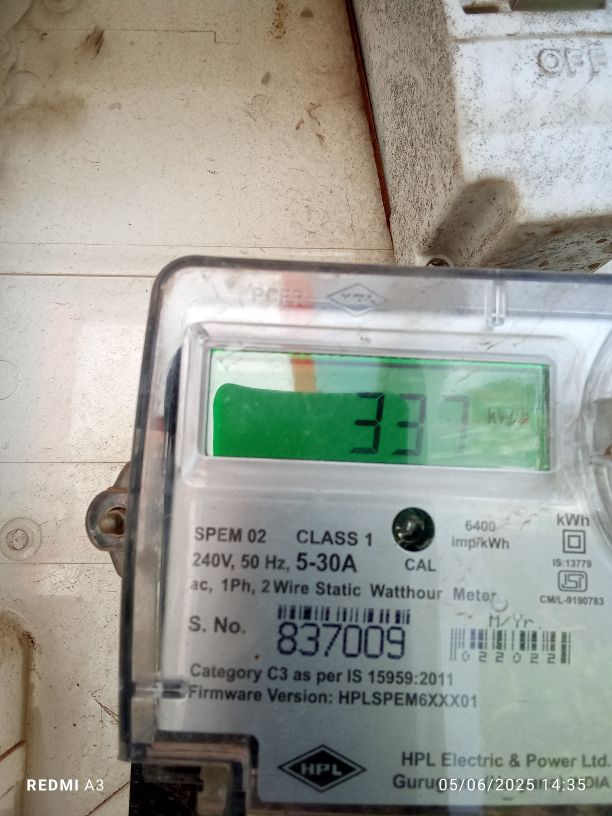 OFF
HPL
337 kWh
SPEM 02 CLASS 1
6400
imp/kWh
kWh
240V, 50 Hz, 5-30A
CAL
IS:13779
ac, 1Ph, 2 Wire Static Watthour Meter
ISI
CM/L-9190783
S. No.
837009
M/Yr.
022022
Category C3 as per IS 15959:2011
Firmware Version: HPLSPEM6XXX01
HPL
HPL Electric & Power Ltd.
REDMI A3
05/06/2025 14:35